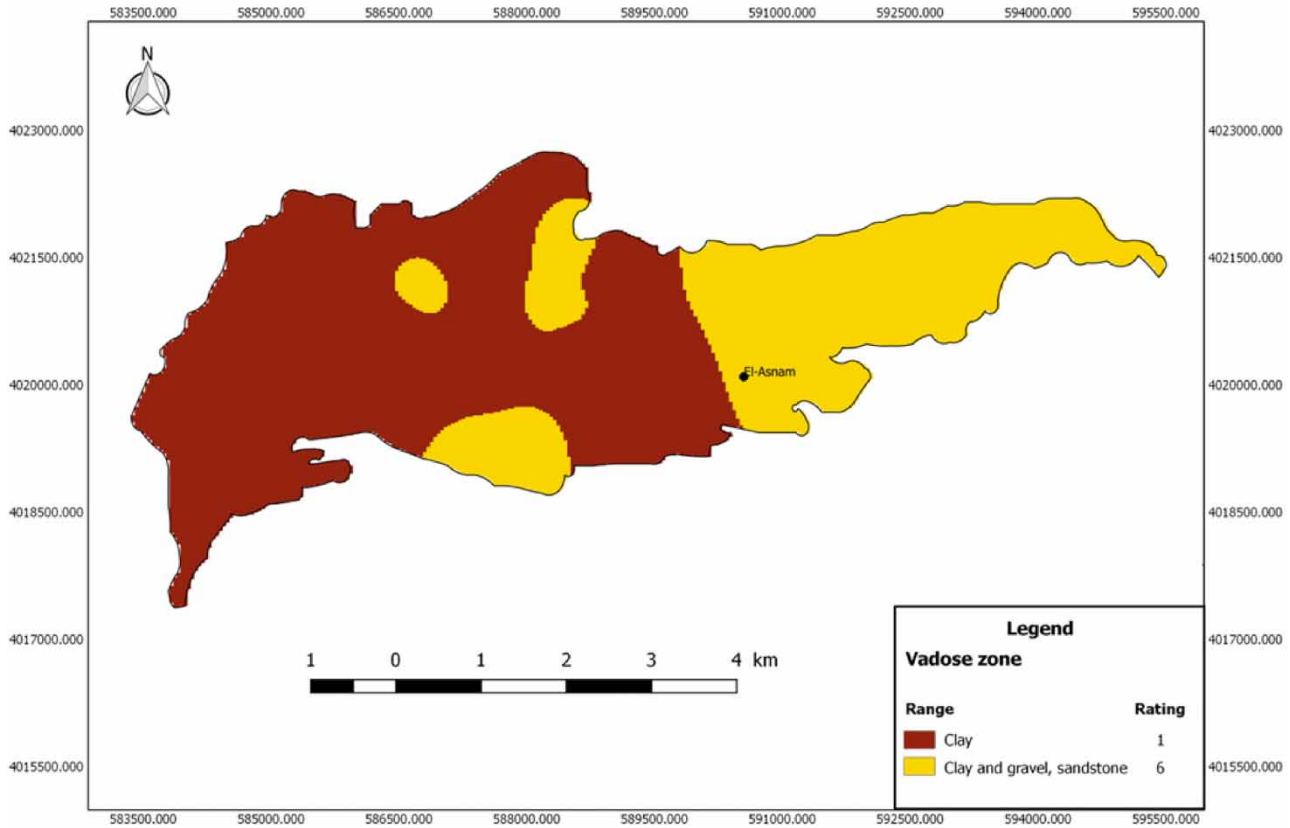 583500.000 585000.000 586500.000 588000.000 589500.000 591000.000 592500.000 594000.000 595500.000
N
4023000.000 4023000.000
4021500.000 4021500.000
El-Asnam
4020000.000 4020000.000
4018500.000 4018500.000
4017000.000 4017000.000
1 0 1 2 3 4 km
Legend
Vadose zone
Range Rating
Clay 1
Clay and gravel, sandstone 6
4015500.000 4015500.000
583500.000 585000.000 586500.000 588000.000 589500.000 591000.000 592500.000 594000.000 595500.000